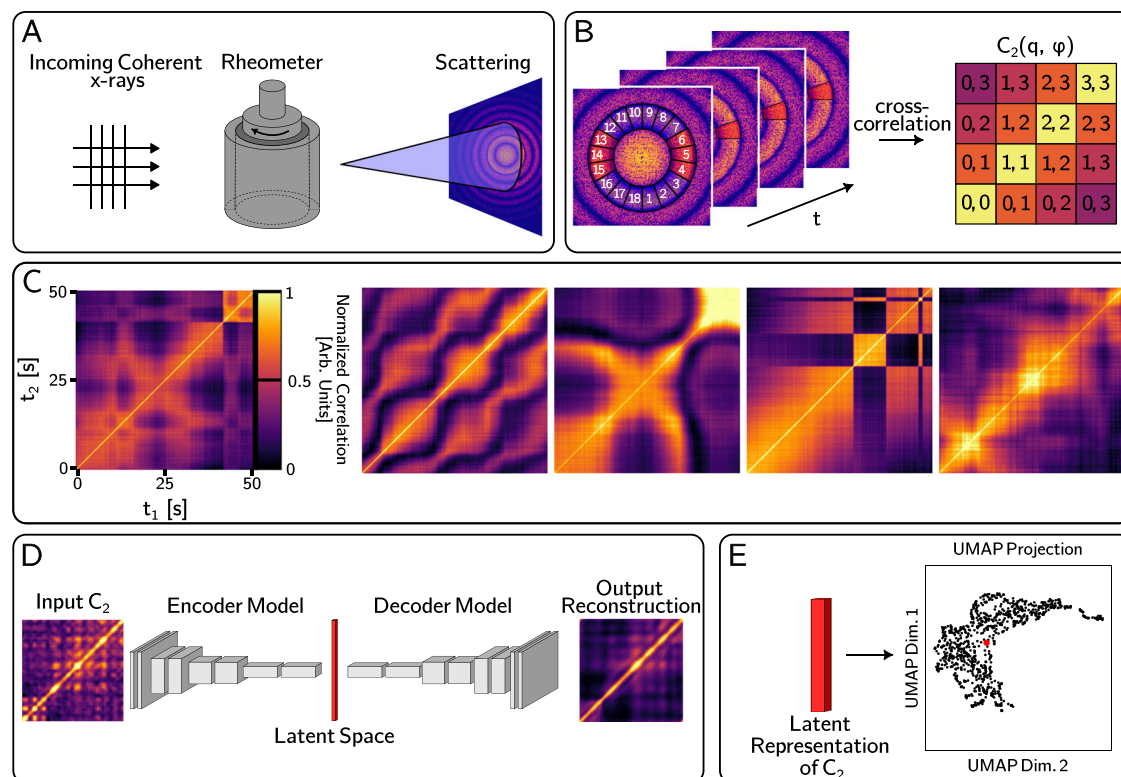 A
Incoming Coherent
x-rays
Rheometer
Scattering
B
10 9
11 8
12 7
13 6
14 5
15 4
16 3
17 2
18 1
t
cross-
correlation
C₂(q, φ)
0, 3 1, 3 2, 3 3, 3
0, 2 1, 2 2, 2 2, 3
0, 1 1, 1 1, 2 1, 3
0, 0 0, 1 0, 2 0, 3
C
50
25
0
t₂ [s]
0 25 50
t₁ [s]
1
0.5
0
Normalized Correlation
[Arb. Units]
D
Input C₂
Encoder Model
Decoder Model
Output
Reconstruction
Latent Space
E
Latent
Representation
of C₂
UMAP Projection
UMAP Dim. 1
UMAP Dim. 2